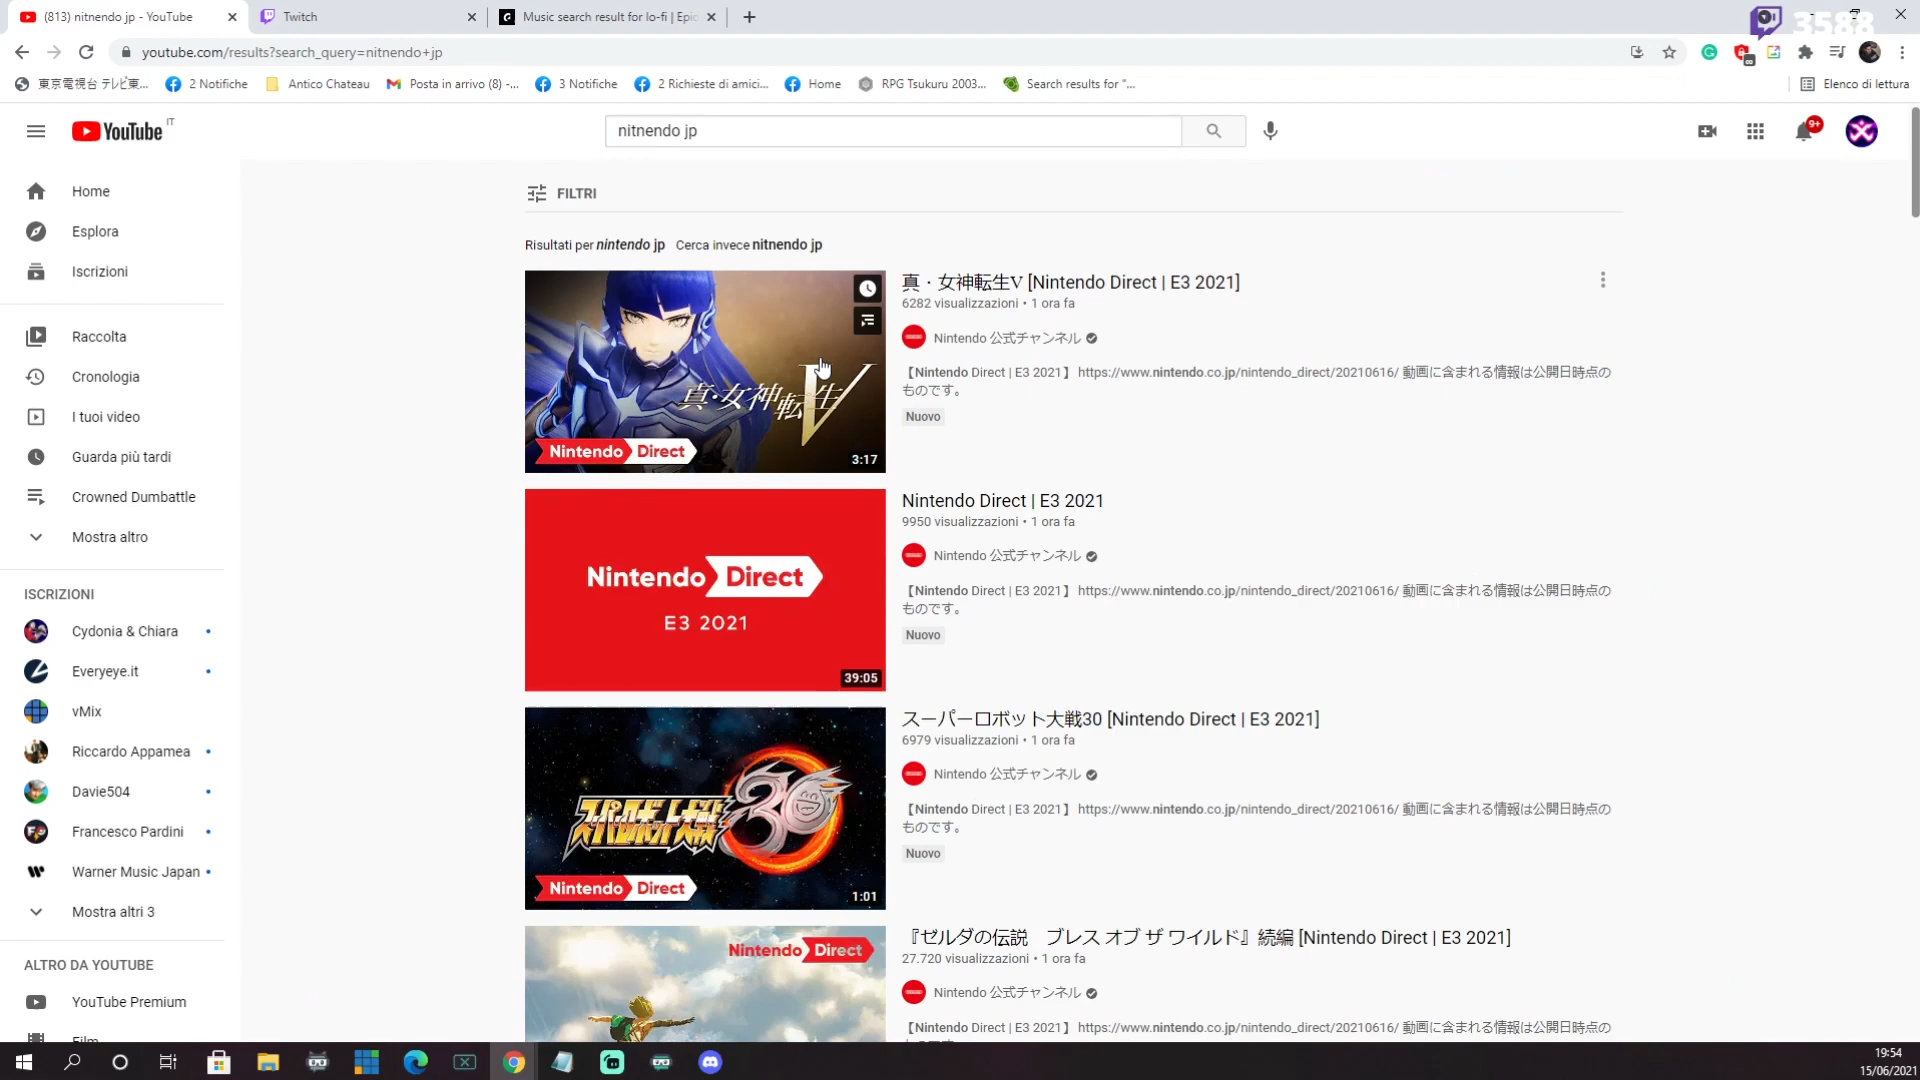 (813) nitnendo jp - YouTube
Twitch
Music search result for lo-fi | Epic
3588
youtube.com/results?search_query=nitnendo+jp
東京電視台 テレビ東...
2 Notifiche
Antico Chateau
Posta in arrivo (8) -...
3 Notifiche
2 Richieste di amici...
Home
RPG Tsukuru 2003...
Search results for "...
Elenco di lettura
YouTube IT
nitnendo jp
9+
Home
Esplora
Iscrizioni
Raccolta
Cronologia
I tuoi video
Guarda più tardi
Crowned Dumbattle
Mostra altro
ISCRIZIONI
Cydonia & Chiara
Everyeye.it
vMix
Riccardo Appamea
Davie504
Francesco Pardini
Warner Music Japan
Mostra altri 3
ALTRO DA YOUTUBE
YouTube Premium
Film
FILTRI
Risultati per nintendo jp Cerca invece nitnendo jp
真・女神転生V
Nintendo Direct
3:17
真・女神転生V [Nintendo Direct | E3 2021]
6282 visualizzazioni • 1 ora fa
Nintendo 公式チャンネル
【Nintendo Direct | E3 2021】 https://www.nintendo.co.jp/nintendo_direct/20210616/ 動画に含まれる情報は公開日時点の
ものです。
Nuovo
Nintendo Direct
E3 2021
39:05
Nintendo Direct | E3 2021
9950 visualizzazioni • 1 ora fa
Nintendo 公式チャンネル
【Nintendo Direct | E3 2021】 https://www.nintendo.co.jp/nintendo_direct/20210616/ 動画に含まれる情報は公開日時点の
ものです。
Nuovo
スーパーロボット大戦30
Nintendo Direct
1:01
スーパーロボット大戦30 [Nintendo Direct | E3 2021]
6979 visualizzazioni • 1 ora fa
Nintendo 公式チャンネル
【Nintendo Direct | E3 2021】 https://www.nintendo.co.jp/nintendo_direct/20210616/ 動画に含まれる情報は公開日時点の
ものです。
Nuovo
Nintendo Direct
『ゼルダの伝説　ブレス オブ ザ ワイルド』続編 [Nintendo Direct | E3 2021]
27.720 visualizzazioni • 1 ora fa
Nintendo 公式チャンネル
【Nintendo Direct | E3 2021】 https://www.nintendo.co.jp/nintendo_direct/20210616/ 動画に含まれる情報は公開日時点の
19:54
15/06/2021